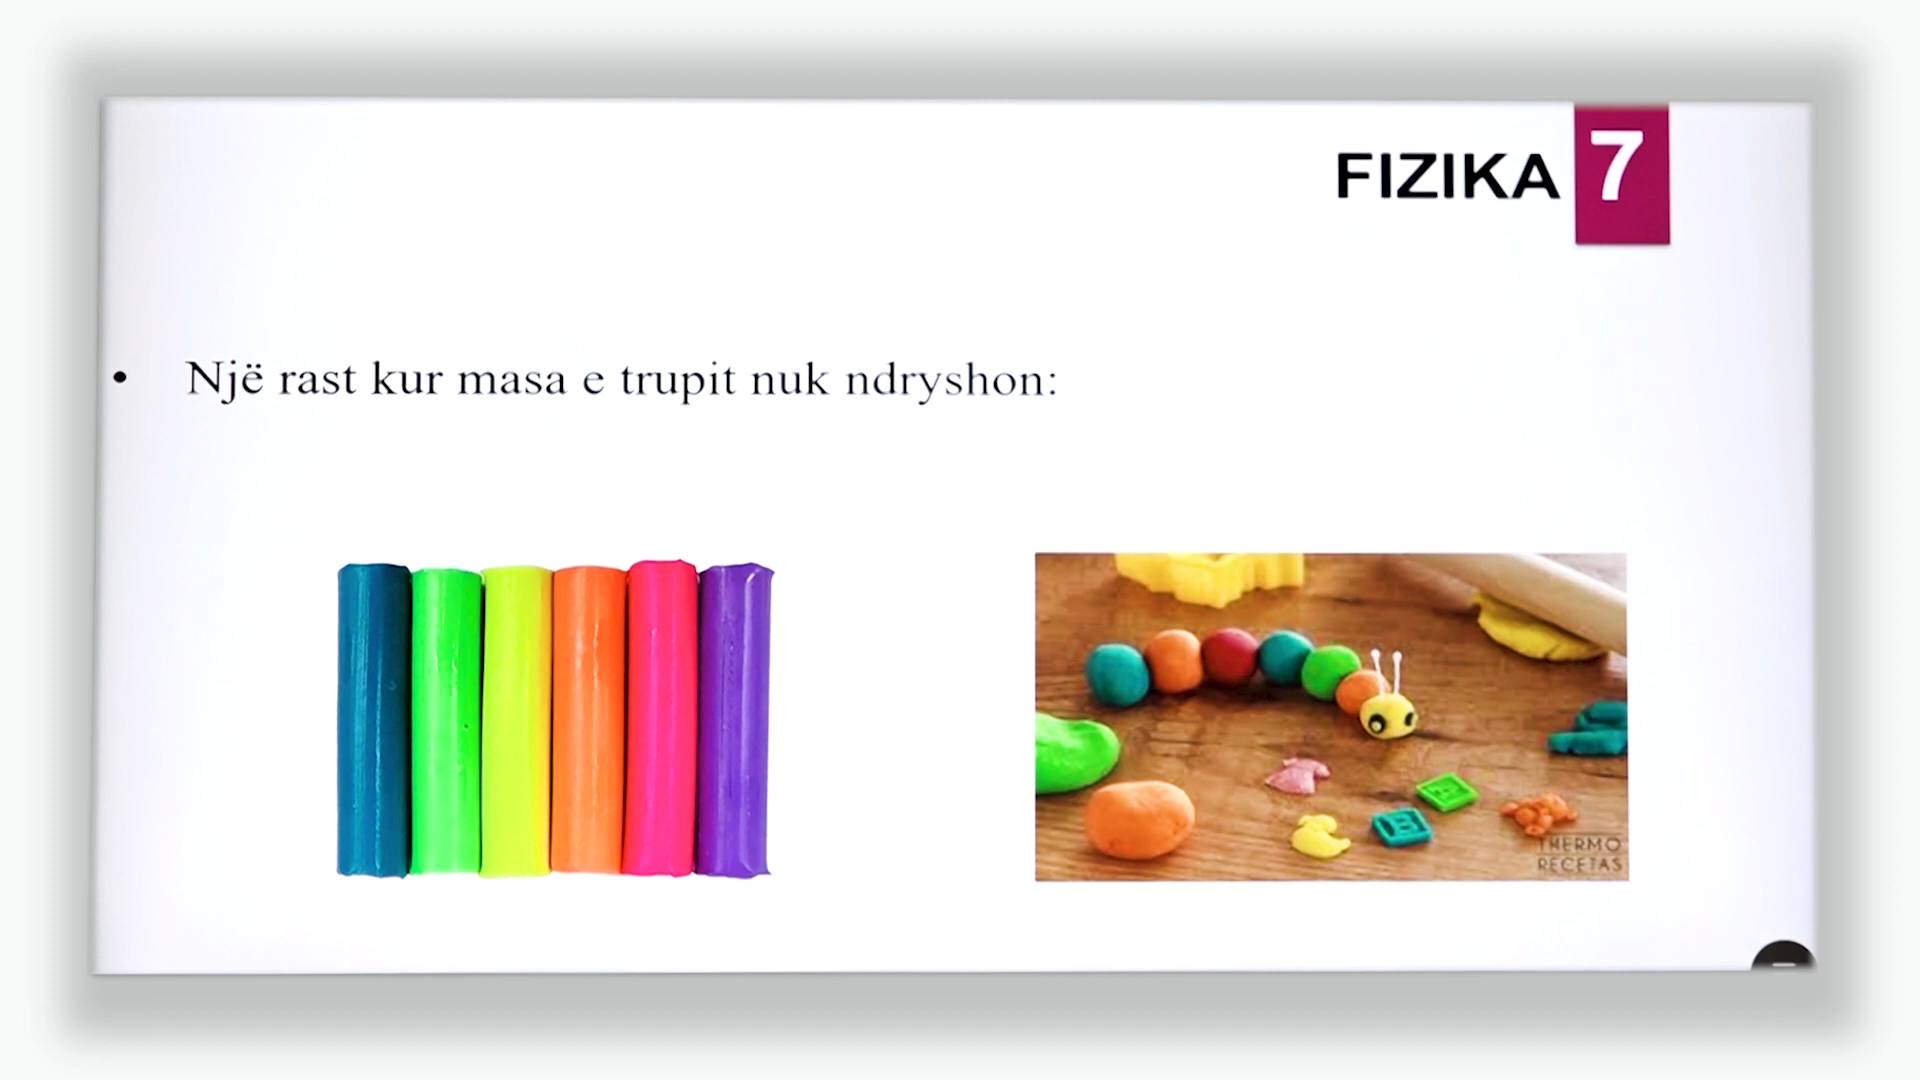 FIZIKA 7
• Një rast kur masa e trupit nuk ndryshon:
B
THERMO
RECETAS